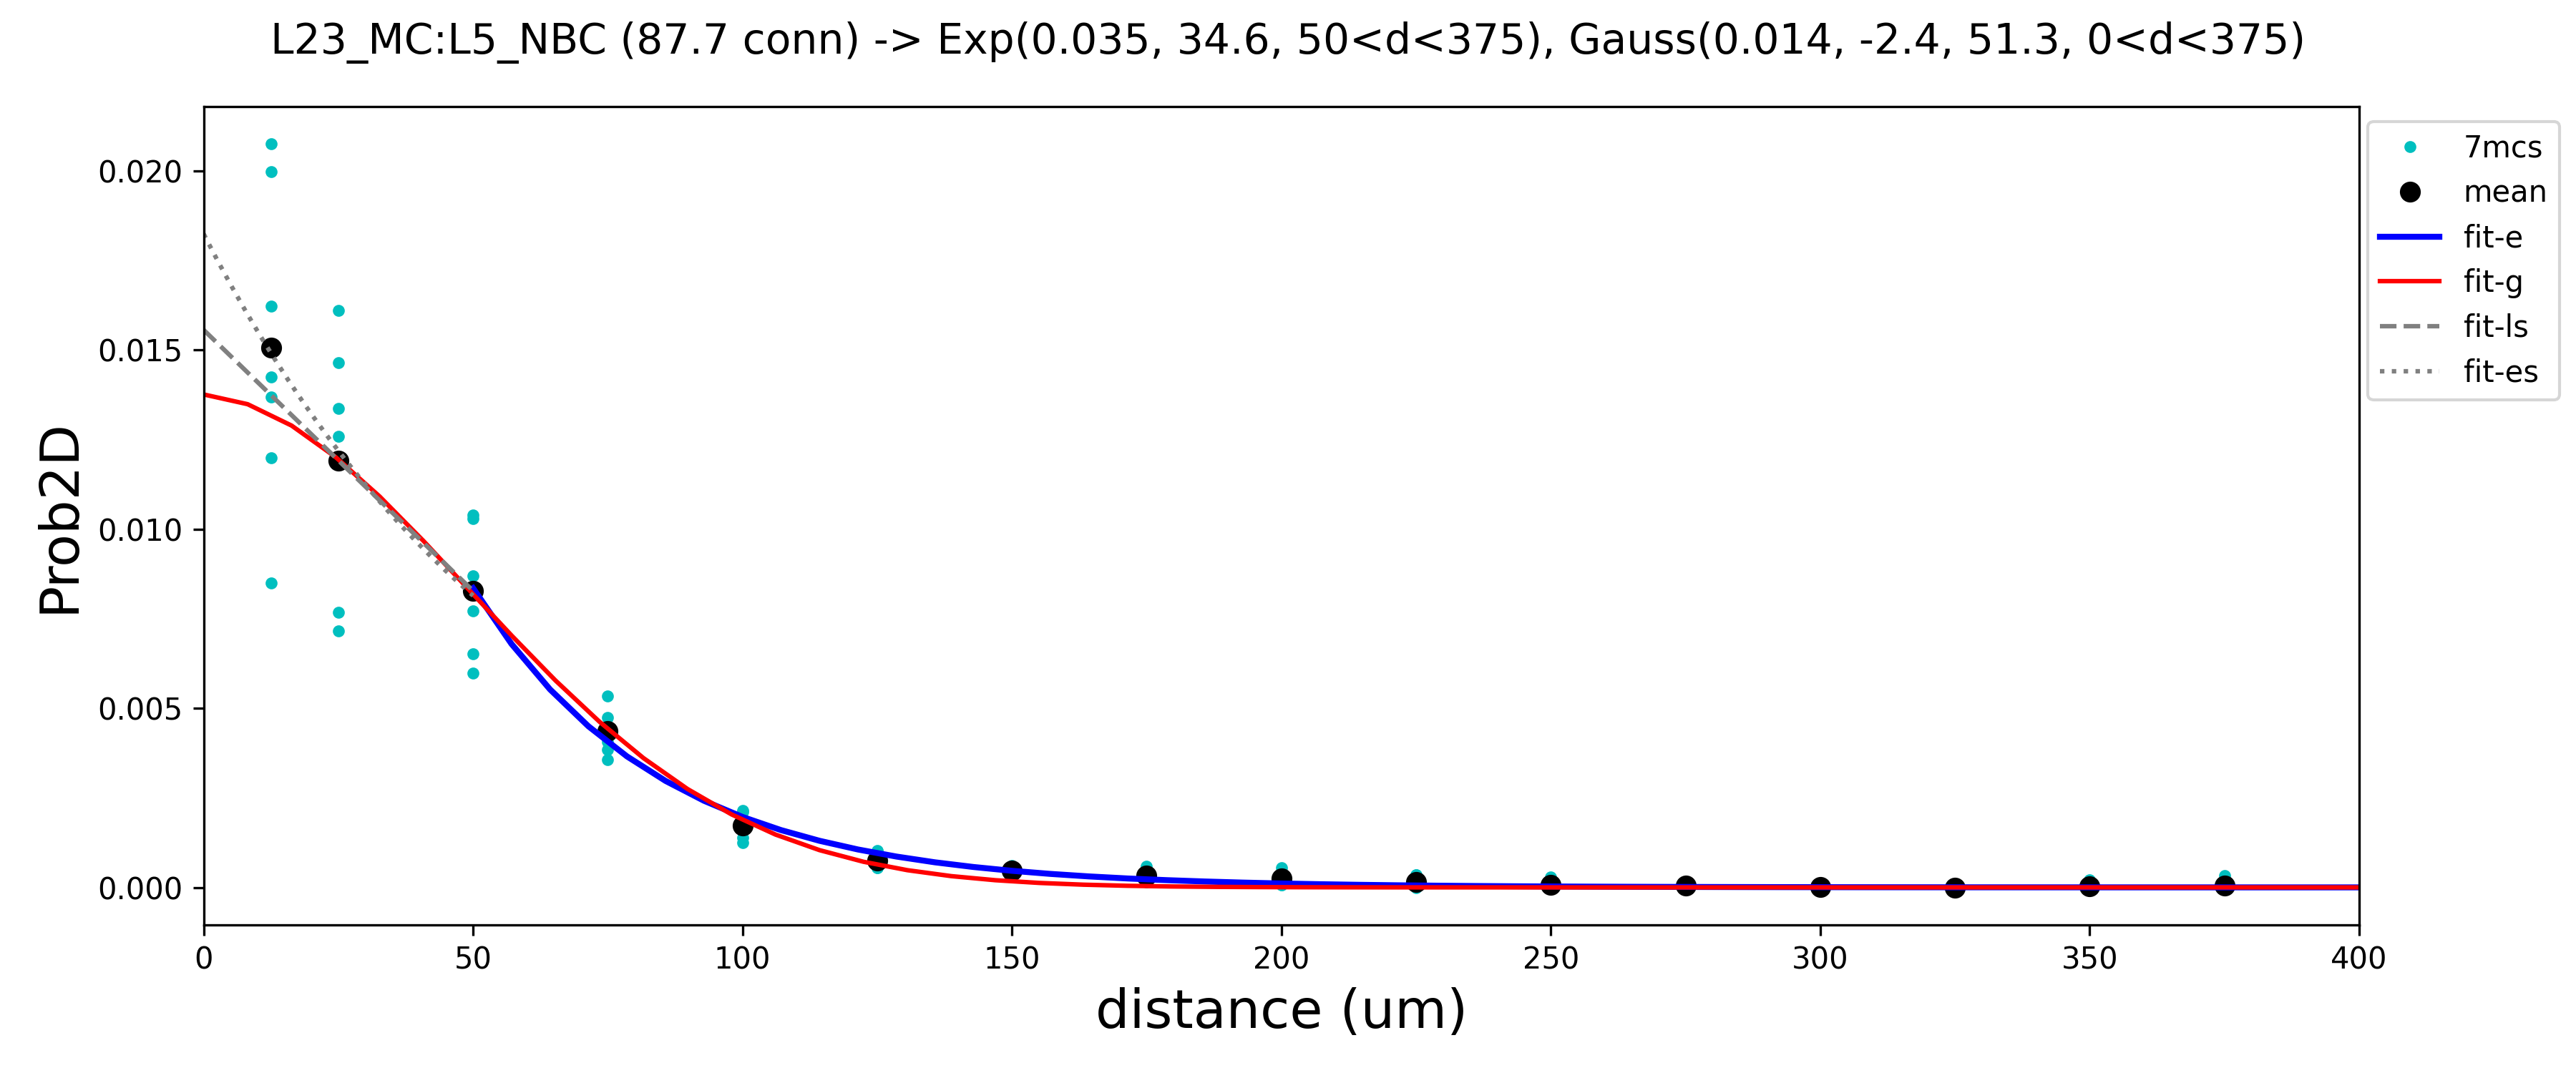 L23_MC:L5_NBC (87.7 conn) -> Exp(0.035, 34.6, 50<d<375), Gauss(0.014, -2.4, 51.3, 0<d<375)
0.020
0.015
0.010
0.005
0.000
Prob2D
0 50 100 150 200 250 300 350 400
distance (um)
7mcs
mean
fit-e
fit-g
fit-ls
fit-es